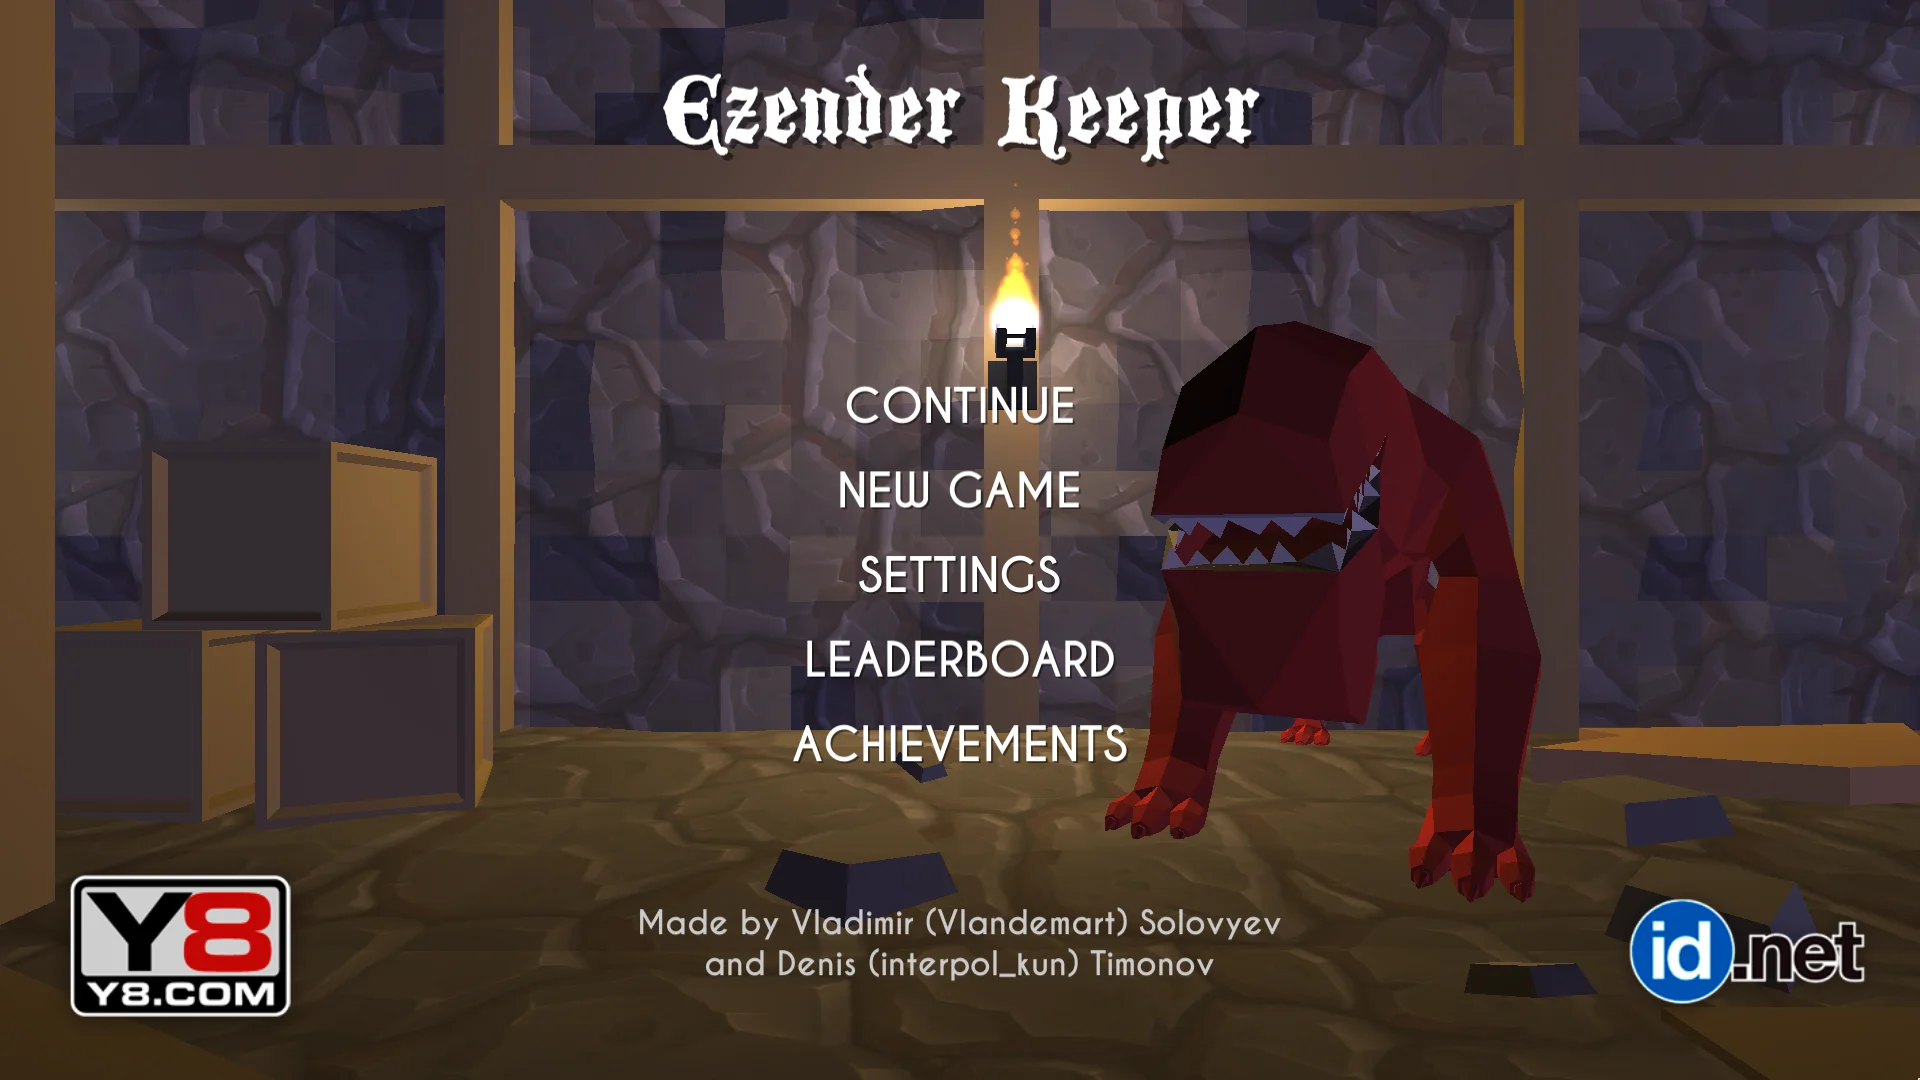 Ezender Keeper
CONTINUE
NEW GAME
SETTINGS
LEADERBOARD
ACHIEVEMENTS
Made by Vladimir (Vlandemart) Solovyev
and Denis (interpol_kun) Timonov
Y8
Y8.COM
id.net